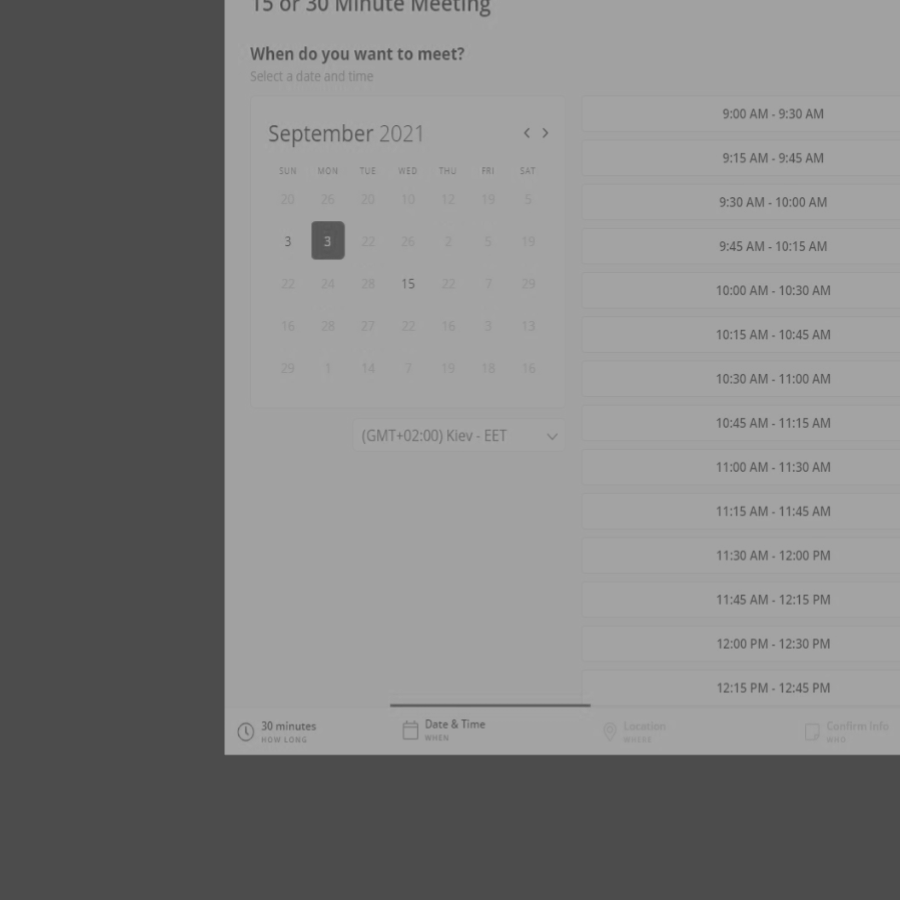 15 or 30 Minute Meeting
When do you want to meet?
Select a date and time
September 2021
SUN MON TUE WED THU FRI SAT
20 26 20 10 12 19 5
3 3 22 26 2 5 19
22 24 28 15 22 7 29
16 28 27 22 16 3 13
29 1 14 7 19 18 16
(GMT+02:00) Kiev - EET
9:00 AM - 9:30 AM
9:15 AM - 9:45 AM
9:30 AM - 10:00 AM
9:45 AM - 10:15 AM
10:00 AM - 10:30 AM
10:15 AM - 10:45 AM
10:30 AM - 11:00 AM
10:45 AM - 11:15 AM
11:00 AM - 11:30 AM
11:15 AM - 11:45 AM
11:30 AM - 12:00 PM
11:45 AM - 12:15 PM
12:00 PM - 12:30 PM
12:15 PM - 12:45 PM
30 minutes
HOW LONG
Date & Time
WHEN
Location
WHERE
Confirm Info
WHO